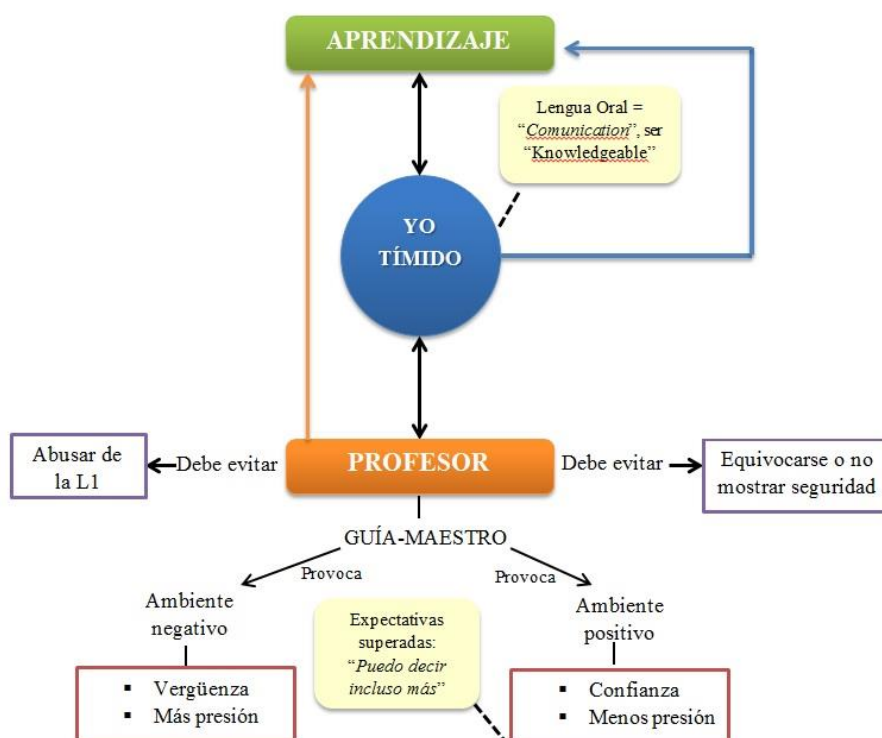 APRENDIZAJE
Lengua Oral =
“Comunication”, ser
“Knowledgeable”
YO
TÍMIDO
Abusar de
la L1
Debe evitar
PROFESOR
Debe evitar
Equivocarse o no
mostrar seguridad
GUÍA-MAESTRO
Provoca
Provoca
Ambiente
negativo
Expectativas
superadas:
“Puedo decir
incluso más”
Ambiente
positivo
▪ Vergüenza
▪ Más presión
▪ Confianza
▪ Menos presión